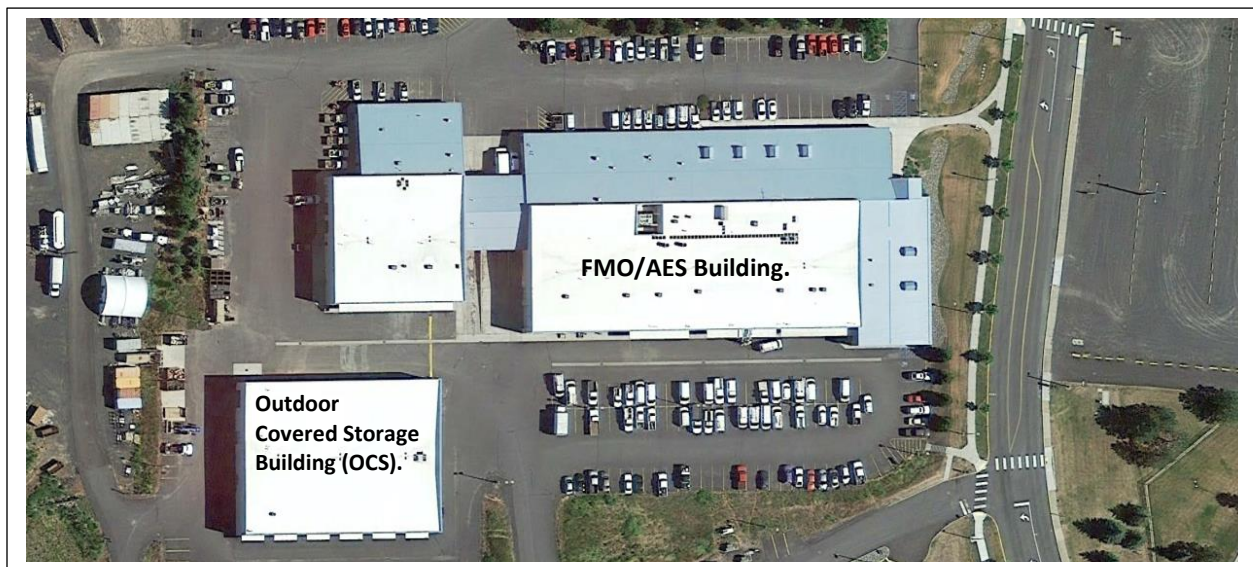 FMO/AES Building.
Outdoor
Covered Storage
Building (OCS).